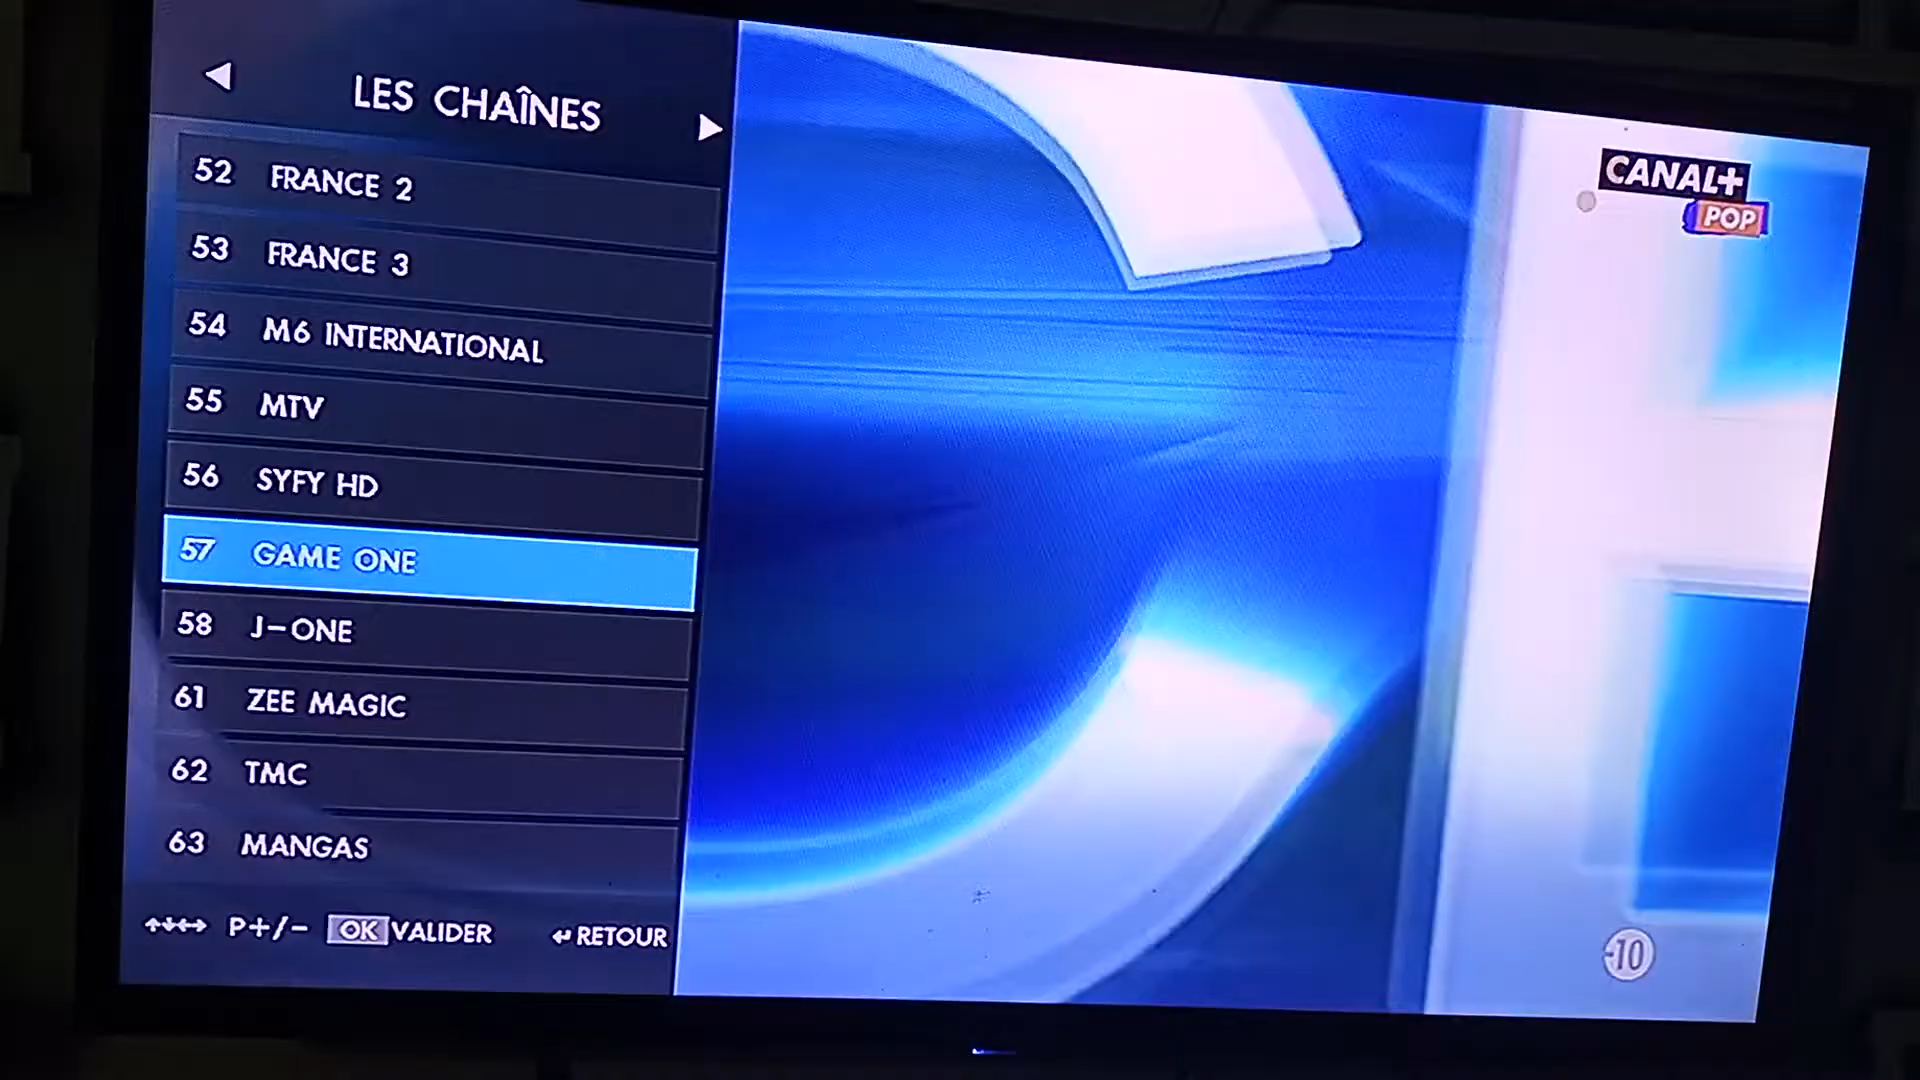 LES CHAÎNES
52 FRANCE 2
53 FRANCE 3
54 M6 INTERNATIONAL
55 MTV
56 SYFY HD
57 GAME ONE
58 J-ONE
61 ZEE MAGIC
62 TMC
63 MANGAS
P+/- OK VALIDER RETOUR
CANAL+
POP
-10